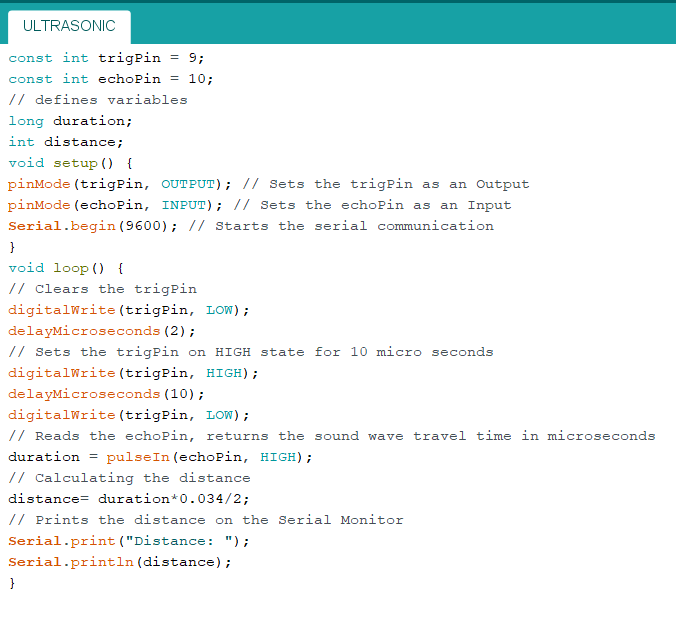 ULTRASONIC
const int trigPin = 9;
const int echoPin = 10;
// defines variables
long duration;
int distance;
void setup() {
pinMode(trigPin, OUTPUT); // Sets the trigPin as an Output
pinMode(echoPin, INPUT); // Sets the echoPin as an Input
Serial.begin(9600); // Starts the serial communication
}
void loop() {
// Clears the trigPin
digitalWrite(trigPin, LOW);
delayMicroseconds(2);
// Sets the trigPin on HIGH state for 10 micro seconds
digitalWrite(trigPin, HIGH);
delayMicroseconds(10);
digitalWrite(trigPin, LOW);
// Reads the echoPin, returns the sound wave travel time in microseconds
duration = pulseIn(echoPin, HIGH);
// Calculating the distance
distance= duration*0.034/2;
// Prints the distance on the Serial Monitor
Serial.print("Distance: ");
Serial.println(distance);
}